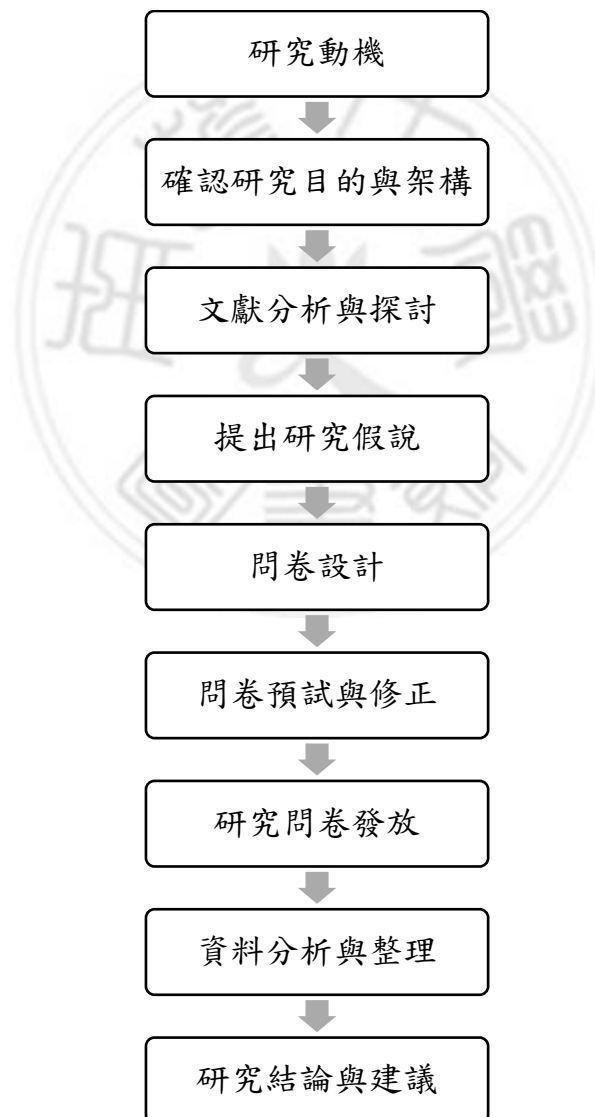 研究動機
確認研究目的與架構
文獻分析與探討
提出研究假說
問卷設計
問卷預試與修正
研究問卷發放
資料分析與整理
研究結論與建議